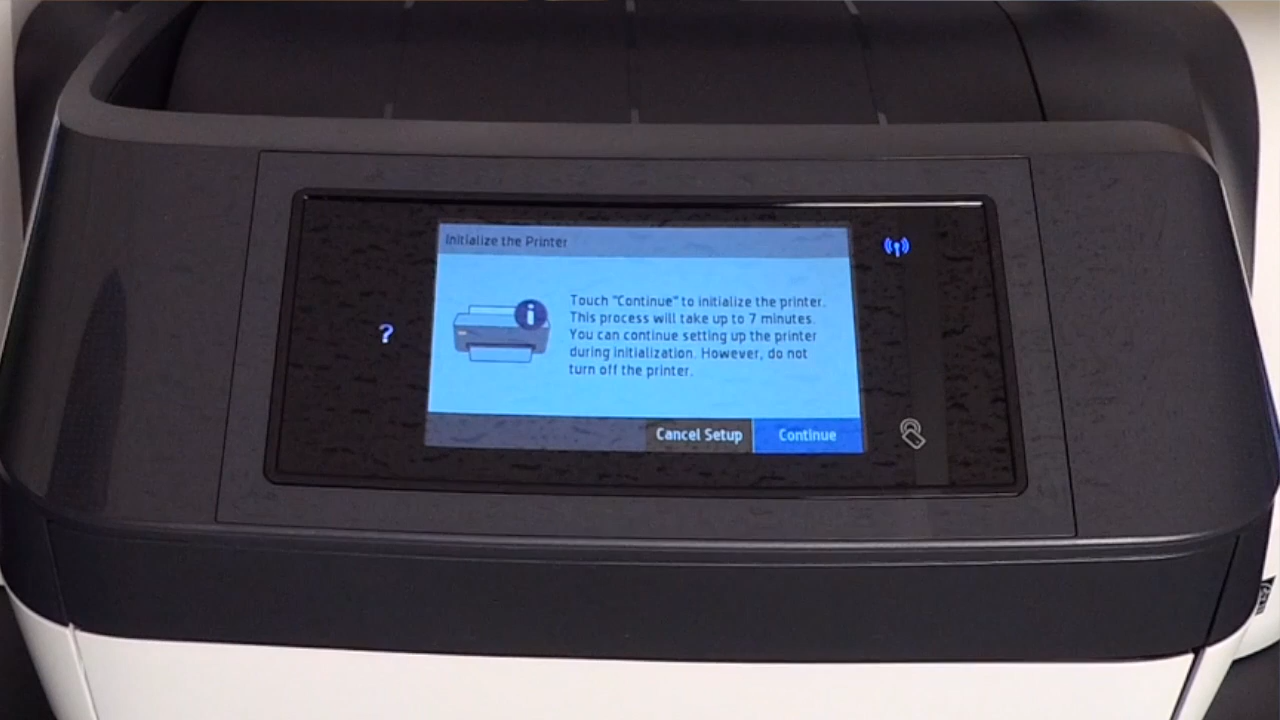 Initialize the Printer
Touch "Continue" to initialize the printer.
This process will take up to 7 minutes.
You can continue setting up the printer
during initialization. However, do not
turn off the printer.
?
Cancel Setup
Continue